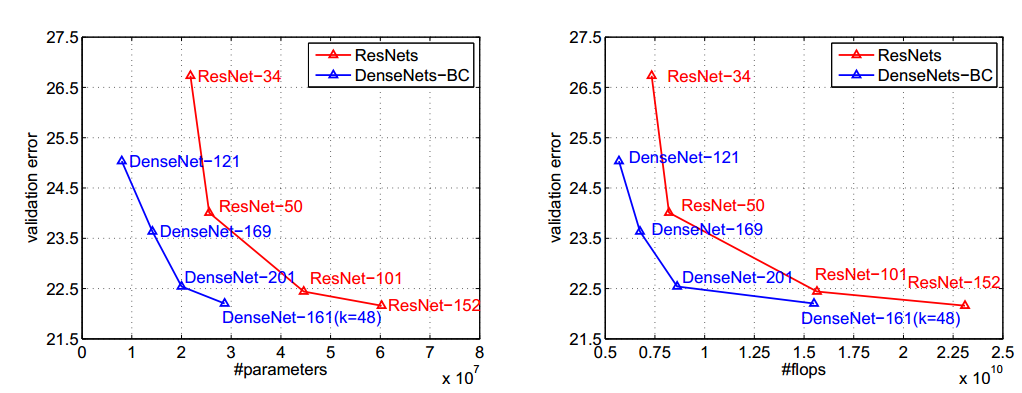 27.5
26.5
25.5
24.5
23.5
22.5
21.5
validation error
ResNets
DenseNets−BC
ResNet−34
DenseNet−121
ResNet−50
DenseNet−169
DenseNet−201
ResNet−101
ResNet−152
DenseNet−161(k=48)
0 1 2 3 4 5 6 7 8
#parameters
x 10^7
27.5
26.5
25.5
24.5
23.5
22.5
21.5
validation error
ResNets
DenseNets−BC
ResNet−34
DenseNet−121
ResNet−50
DenseNet−169
DenseNet−201
ResNet−101
ResNet−152
DenseNet−161(k=48)
0.5 0.75 1 1.25 1.5 1.75 2 2.25 2.5
#flops
x 10^10